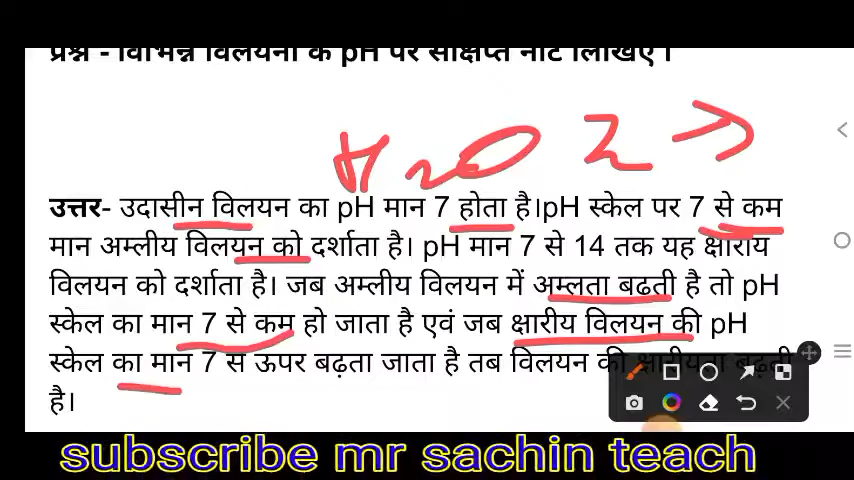 प्रश्न - विभिन्न विलयनों के pH पर संक्षिप्त नोट लिखिए ।
H₂O
उत्तर- उदासीन विलयन का pH मान 7 होता है।pH स्केल पर 7 से कम
मान अम्लीय विलयन को दर्शाता है। pH मान 7 से 14 तक यह क्षारीय
विलयन को दर्शाता है। जब अम्लीय विलयन में अम्लता बढती है तो pH
स्केल का मान 7 से कम हो जाता है एवं जब क्षारीय विलयन की pH
स्केल का मान 7 से ऊपर बढ़ता जाता है तब विलयन की क्षारीयता बढ़ती
है।
subscribe mr sachin teach